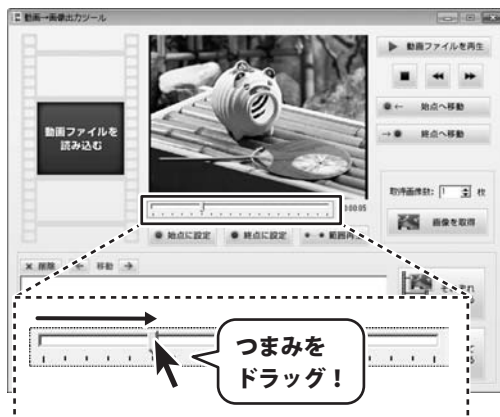 動画→画像出力ツール
動画ファイルを再生
動画ファイルを
読み込む
始点へ移動
終点へ移動
取得画像数: 1 枚
画像を取得
00:05
始点に設定
終点に設定
範囲再生
削除
移動
つまみを
ドラッグ！